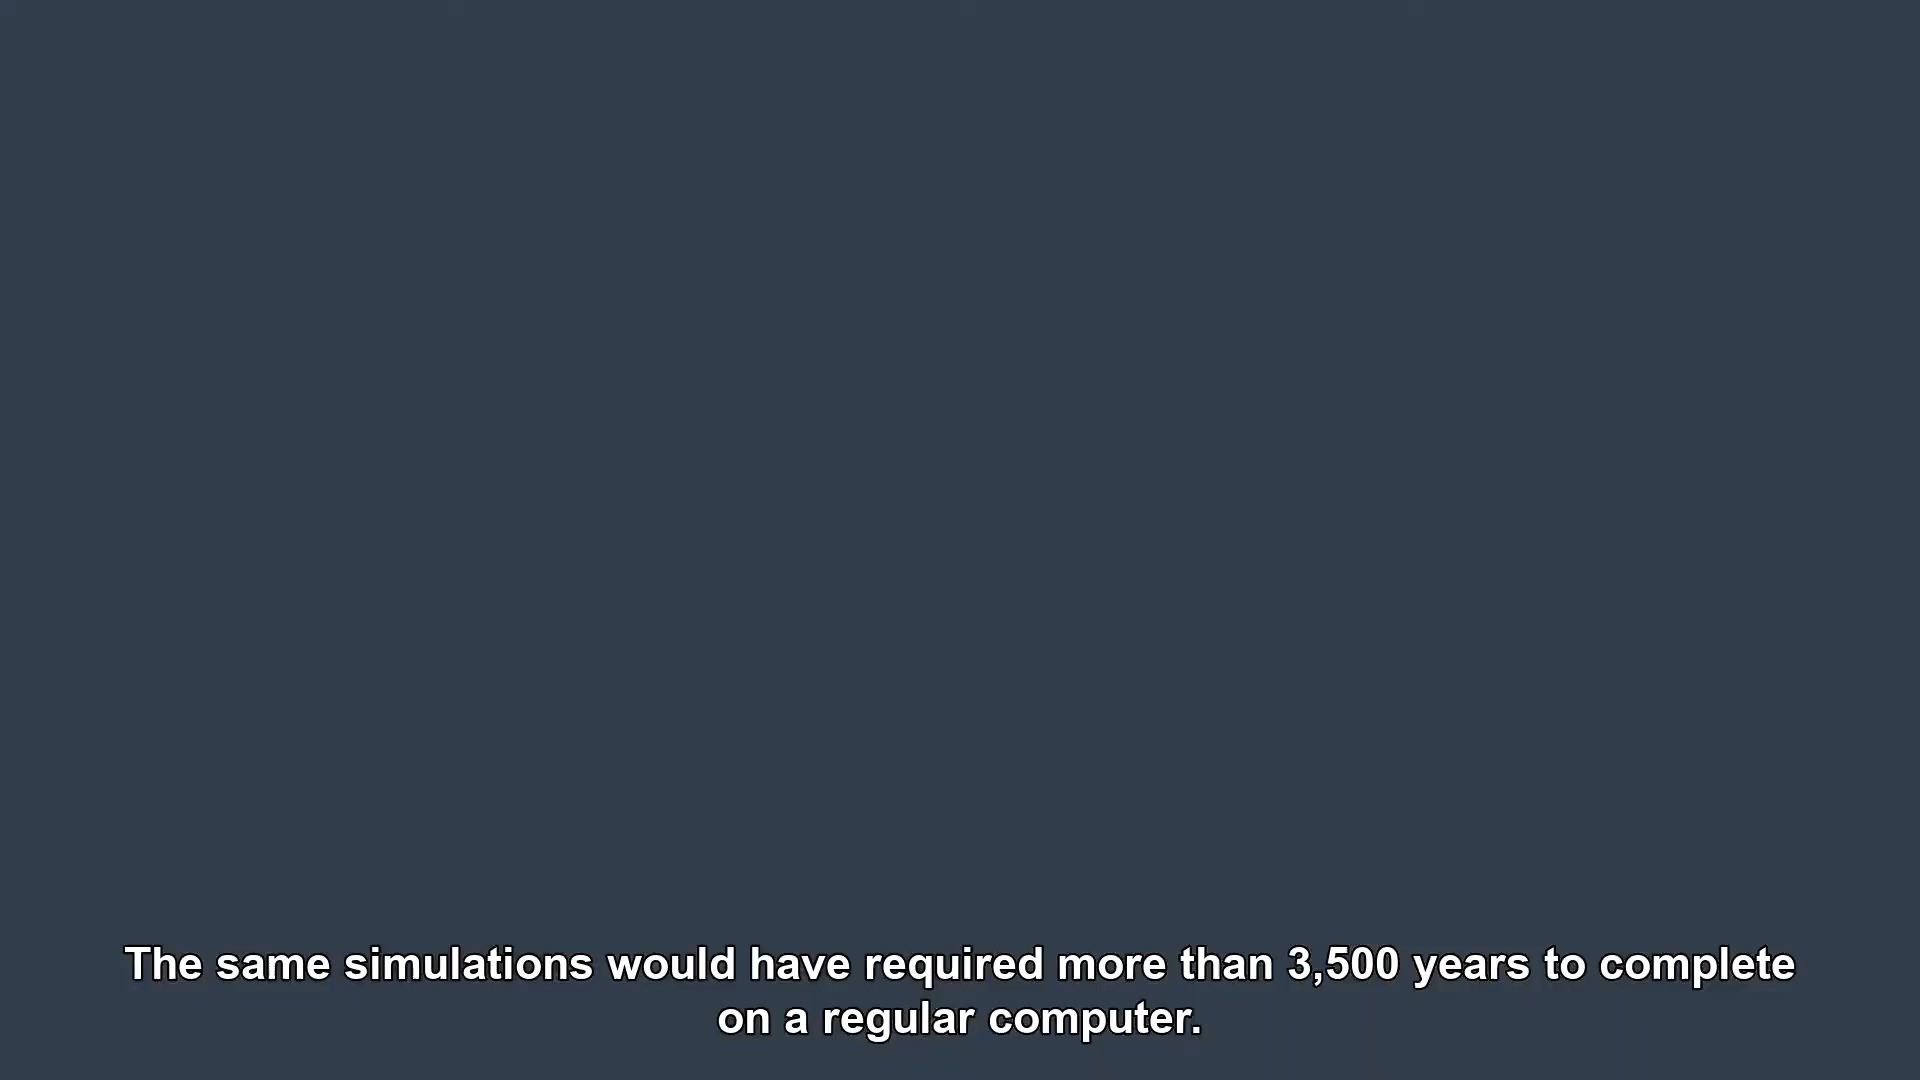 The same simulations would have required more than 3,500 years to complete
on a regular computer.